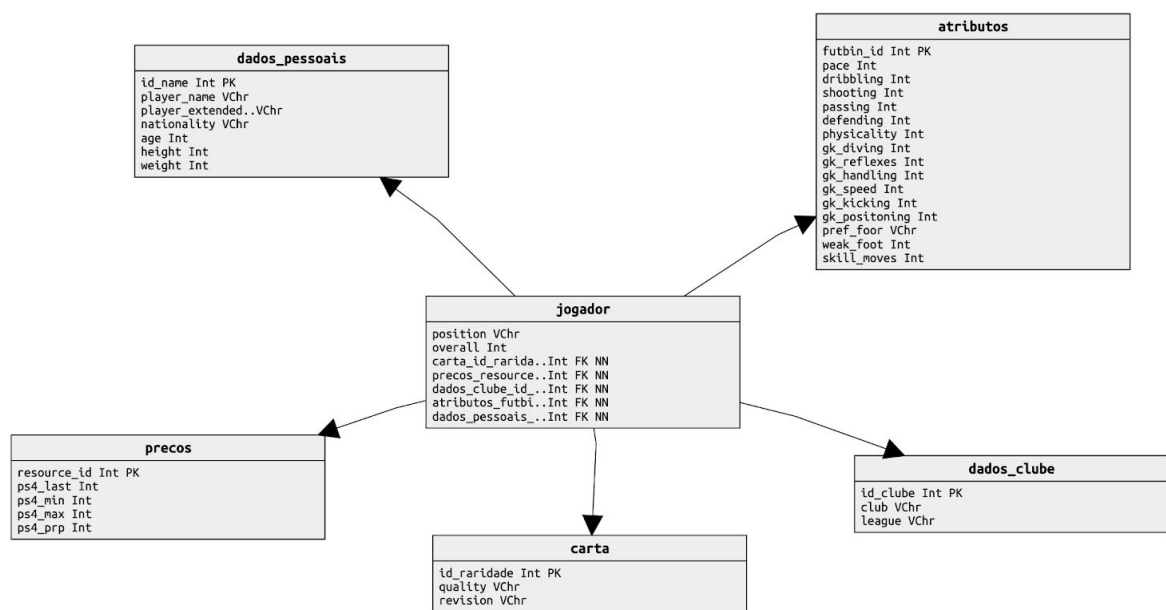 dados_pessoais
id_name Int PK
player_name VChr
player_extended..VChr
nationality VChr
age Int
height Int
weight Int
atributos
futbin_id Int PK
pace Int
dribbling Int
shooting Int
passing Int
defending Int
physicality Int
gk_diving Int
gk_reflexes Int
gk_handling Int
gk_speed Int
gk_kicking Int
gk_positoning Int
pref_foor VChr
weak_foot Int
skill_moves Int
jogador
position VChr
overall Int
carta_id_rarida..Int FK NN
precos_resource..Int FK NN
dados_clube_id_..Int FK NN
atributos_futbi..Int FK NN
dados_pessoais_..Int FK NN
precos
resource_id Int PK
ps4_last Int
ps4_min Int
ps4_max Int
ps4_prp Int
carta
id_raridade Int PK
quality VChr
revision VChr
dados_clube
id_clube Int PK
club VChr
league VChr